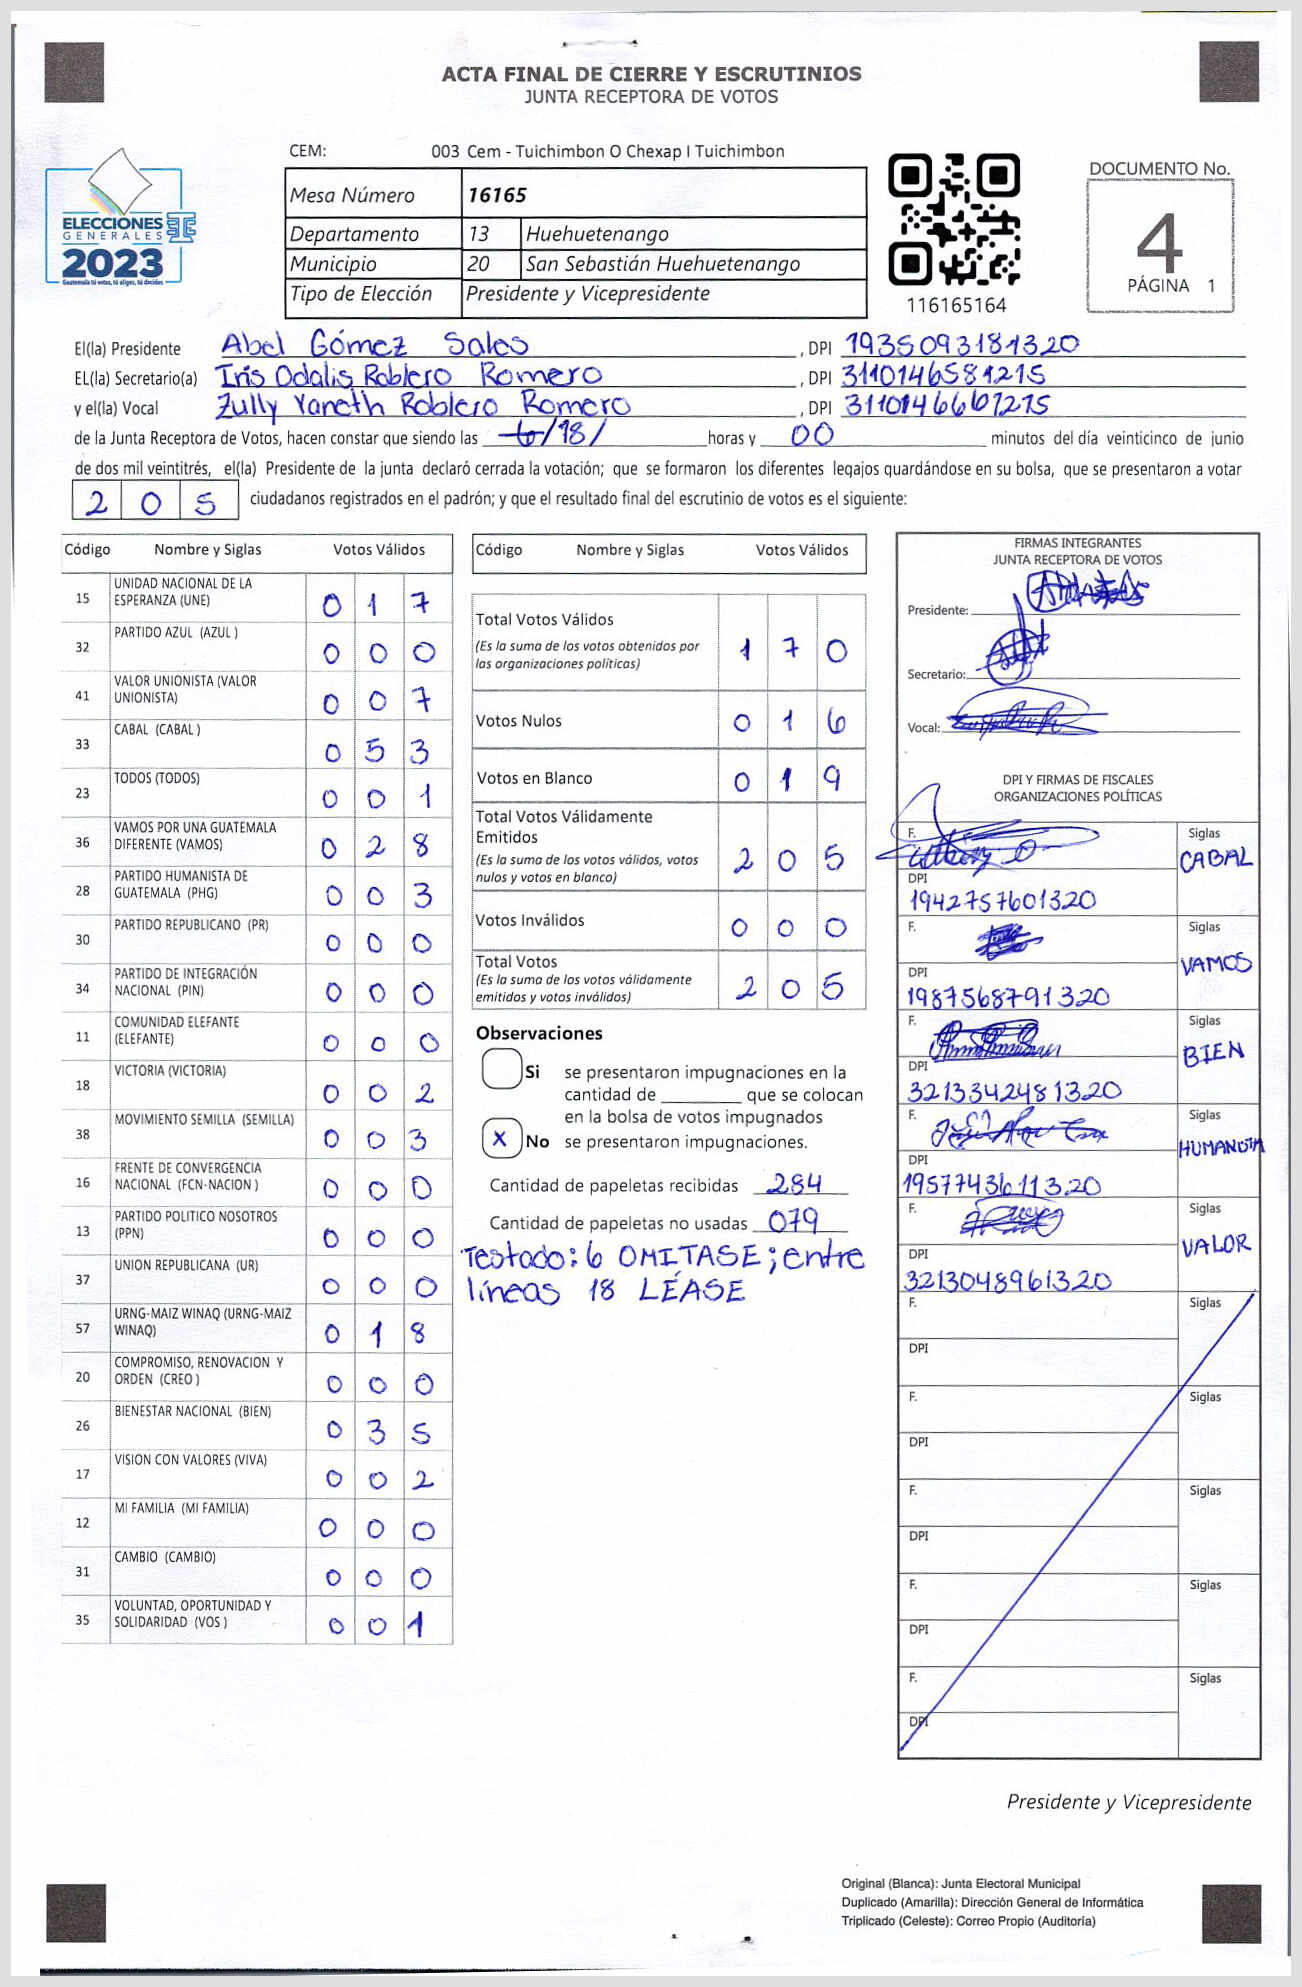 ACTA FINAL DE CIERRE Y ESCRUTINIOS
JUNTA RECEPTORA DE VOTOS
CEM: 003 Cem - Tuichimbon O Chexap I Tuichimbon
Mesa Número 16165
Departamento 13 Huehuetenango
Municipio 20 San Sebastián Huehuetenango
Tipo de Elección Presidente y Vicepresidente
ELECCIONES
GENERALES
2023
Guatemala tú votas, tú eliges, tú decides
116165164
DOCUMENTO No.
4
PÁGINA 1
El(la) Presidente Abel Gómez Sales , DPI 1935093181320
EL(la) Secretario(a) Iris Odalis Roblero Romero , DPI 3110146581215
y el(la) Vocal Zully Yaneth Roblero Romero , DPI 3110146661215
de la Junta Receptora de Votos, hacen constar que siendo las 6/18/ horas y 00 minutos del día veinticinco de junio
de dos mil veintitrés, el(la) Presidente de la junta declaró cerrada la votación; que se formaron los diferentes legajos quardándose en su bolsa, que se presentaron a votar
205 ciudadanos registrados en el padrón; y que el resultado final del escrutinio de votos es el siguiente:
Código Nombre y Siglas Votos Válidos
15 UNIDAD NACIONAL DE LA ESPERANZA (UNE) 0 1 7
32 PARTIDO AZUL (AZUL ) 0 0 0
41 VALOR UNIONISTA (VALOR UNIONISTA) 0 0 7
33 CABAL (CABAL ) 0 5 3
23 TODOS (TODOS) 0 0 1
36 VAMOS POR UNA GUATEMALA DIFERENTE (VAMOS) 0 2 8
28 PARTIDO HUMANISTA DE GUATEMALA (PHG) 0 0 3
30 PARTIDO REPUBLICANO (PR) 0 0 0
34 PARTIDO DE INTEGRACIÓN NACIONAL (PIN) 0 0 0
11 COMUNIDAD ELEFANTE (ELEFANTE) 0 0 0
18 VICTORIA (VICTORIA) 0 0 2
38 MOVIMIENTO SEMILLA (SEMILLA) 0 0 3
16 FRENTE DE CONVERGENCIA NACIONAL (FCN-NACION ) 0 0 0
13 PARTIDO POLITICO NOSOTROS (PPN) 0 0 0
37 UNION REPUBLICANA (UR) 0 0 0
57 URNG-MAIZ WINAQ (URNG-MAIZ WINAQ) 0 1 8
20 COMPROMISO, RENOVACION Y ORDEN (CREO ) 0 0 0
26 BIENESTAR NACIONAL (BIEN) 0 3 5
17 VISION CON VALORES (VIVA) 0 0 2
12 MI FAMILIA (MI FAMILIA) 0 0 0
31 CAMBIO (CAMBIO) 0 0 0
35 VOLUNTAD, OPORTUNIDAD Y SOLIDARIDAD (VOS ) 0 0 1
Código Nombre y Siglas Votos Válidos
Total Votos Válidos
(Es la suma de los votos obtenidos por las organizaciones políticas) 1 7 0
Votos Nulos 0 1 6
Votos en Blanco 0 1 9
Total Votos Válidamente Emitidos
(Es la suma de los votos válidos, votos nulos y votos en blanco) 2 0 5
Votos Inválidos 0 0 0
Total Votos
(Es la suma de los votos válidamente emitidos y votos inválidos) 2 0 5
Observaciones
Si se presentaron impugnaciones en la
cantidad de ________ que se colocan
en la bolsa de votos impugnados
X No se presentaron impugnaciones.
Cantidad de papeletas recibidas 284
Cantidad de papeletas no usadas 079
Testado: 6 OMITASE; entre
líneas 18 LÉASE
FIRMAS INTEGRANTES
JUNTA RECEPTORA DE VOTOS
Presidente:
Secretario:
Vocal:
DPI Y FIRMAS DE FISCALES
ORGANIZACIONES POLÍTICAS
F. Siglas
CABAL
DPI
1942757601320
F. Siglas
VAMOS
DPI
1987568791320
F. Siglas
BIEN
DPI
3213342481320
F. Siglas
HUMANISTA
DPI
1957743611320
F. Siglas
VALOR
DPI
3213048961320
F. Siglas
DPI
F. Siglas
DPI
F. Siglas
DPI
F. Siglas
DPI
F. Siglas
DPI
Presidente y Vicepresidente
Original (Blanca): Junta Electoral Municipal
Duplicado (Amarilla): Dirección General de Informática
Triplicado (Celeste): Correo Propio (Auditoría)